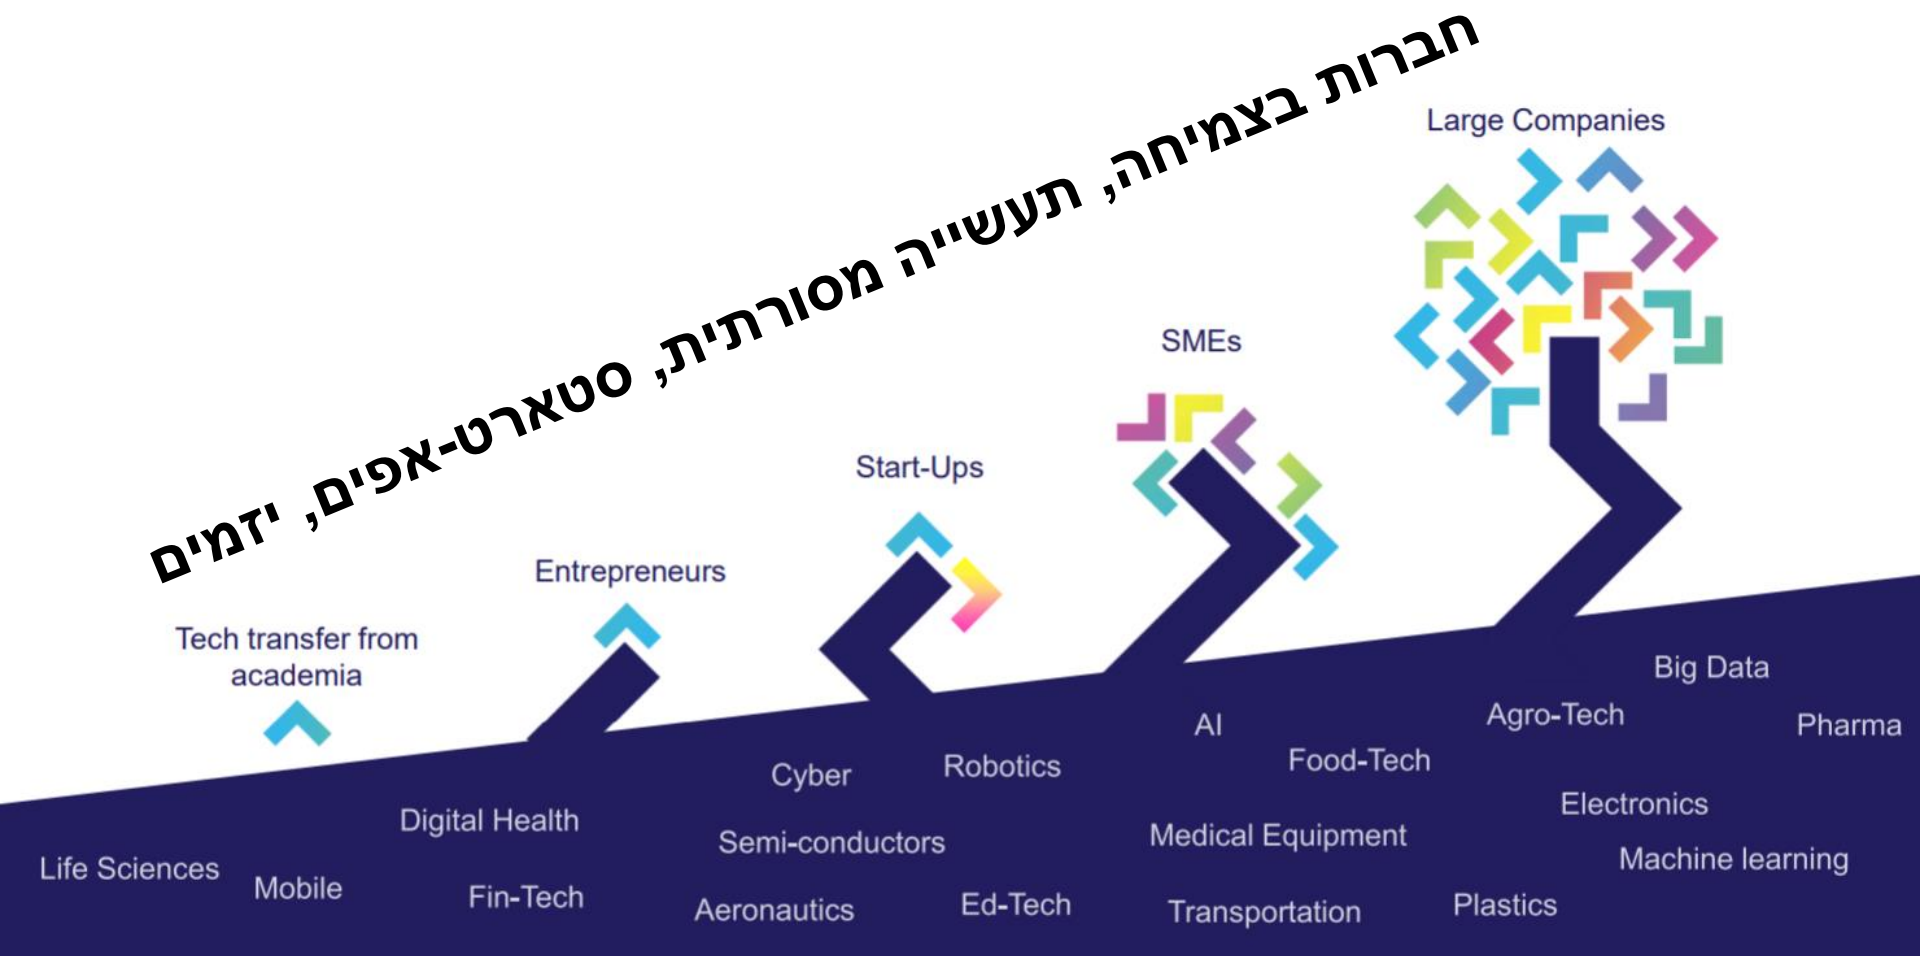 חברות בצמיחה, תעשייה מסורתית, סטארט-אפים, יזמים
Large Companies
SMEs
Start-Ups
Entrepreneurs
Tech transfer from
academia
Big Data
Agro-Tech
Pharma
AI
Food-Tech
Robotics
Cyber
Electronics
Digital Health
Medical Equipment
Semi-conductors
Machine learning
Life Sciences
Mobile
Fin-Tech
Aeronautics
Ed-Tech
Transportation
Plastics